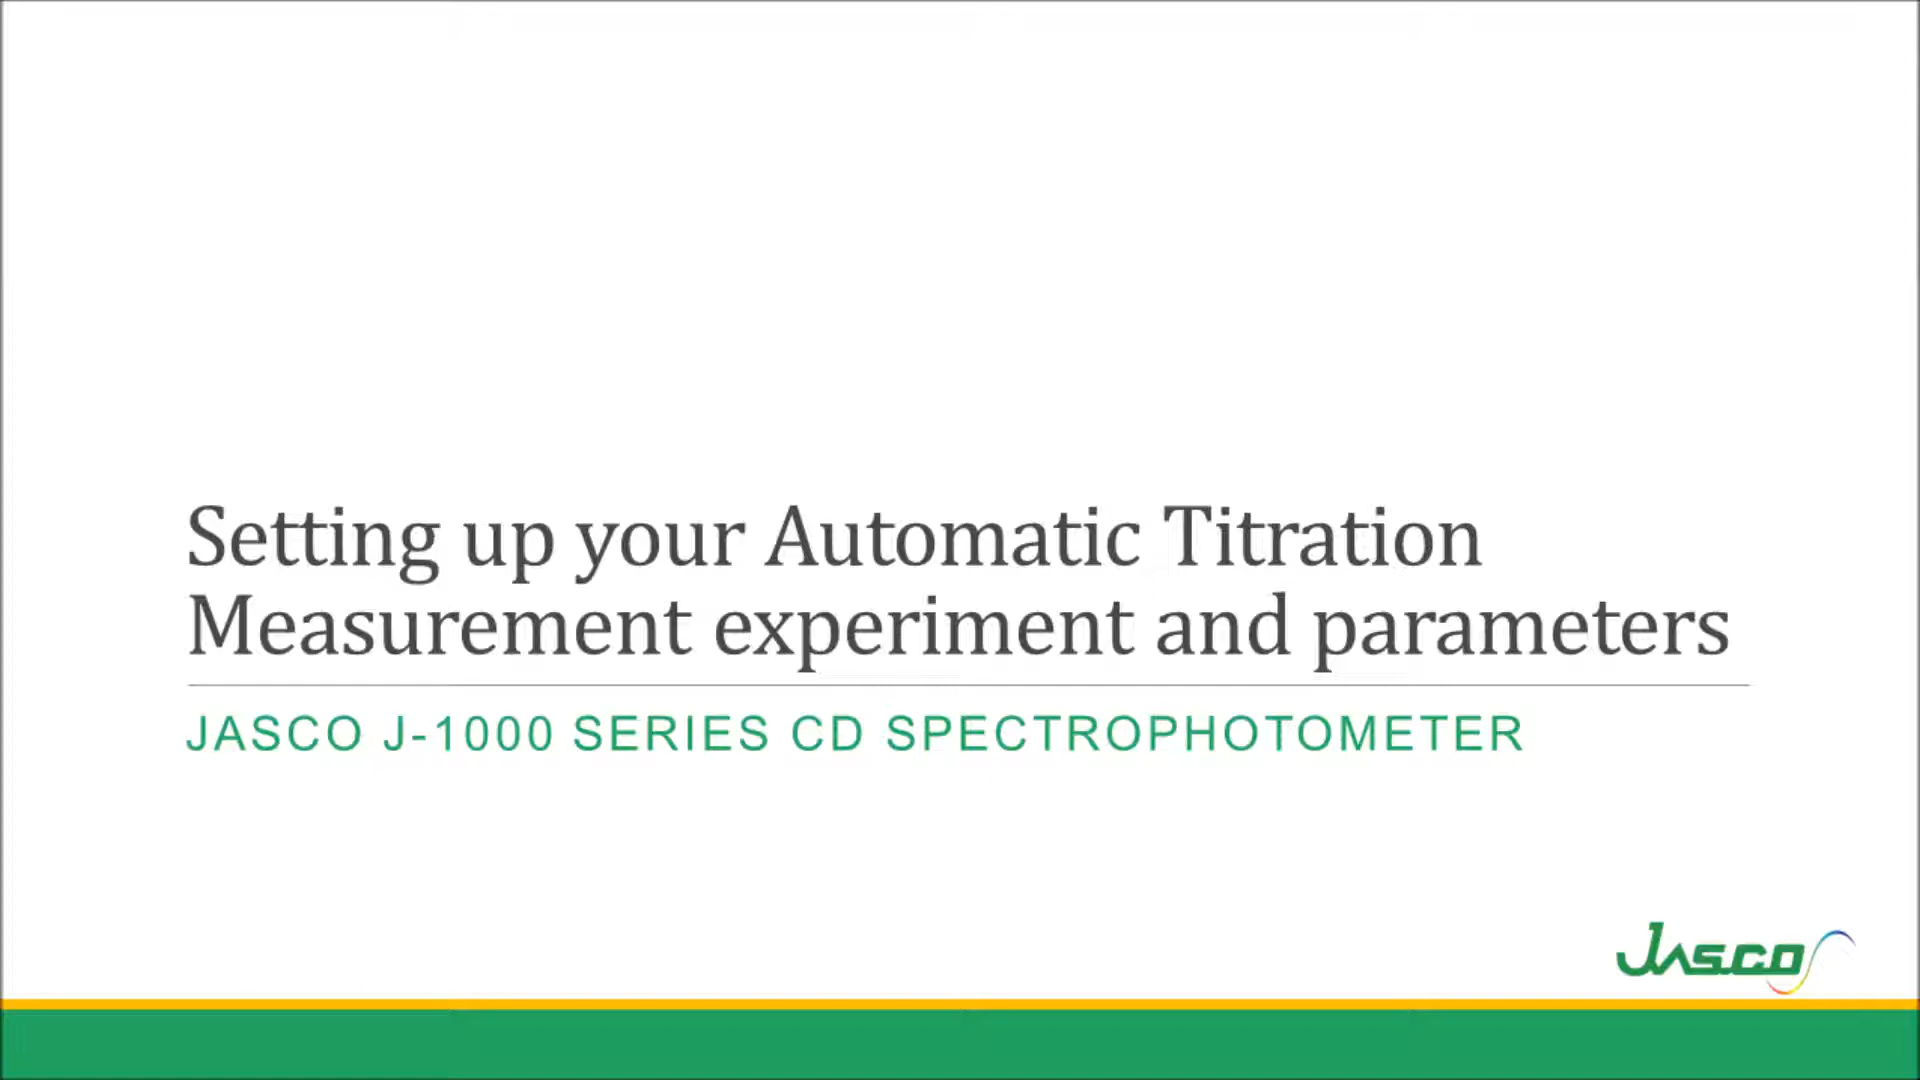 Setting up your Automatic Titration
Measurement experiment and parameters
JASCO J-1000 SERIES CD SPECTROPHOTOMETER
Jasco